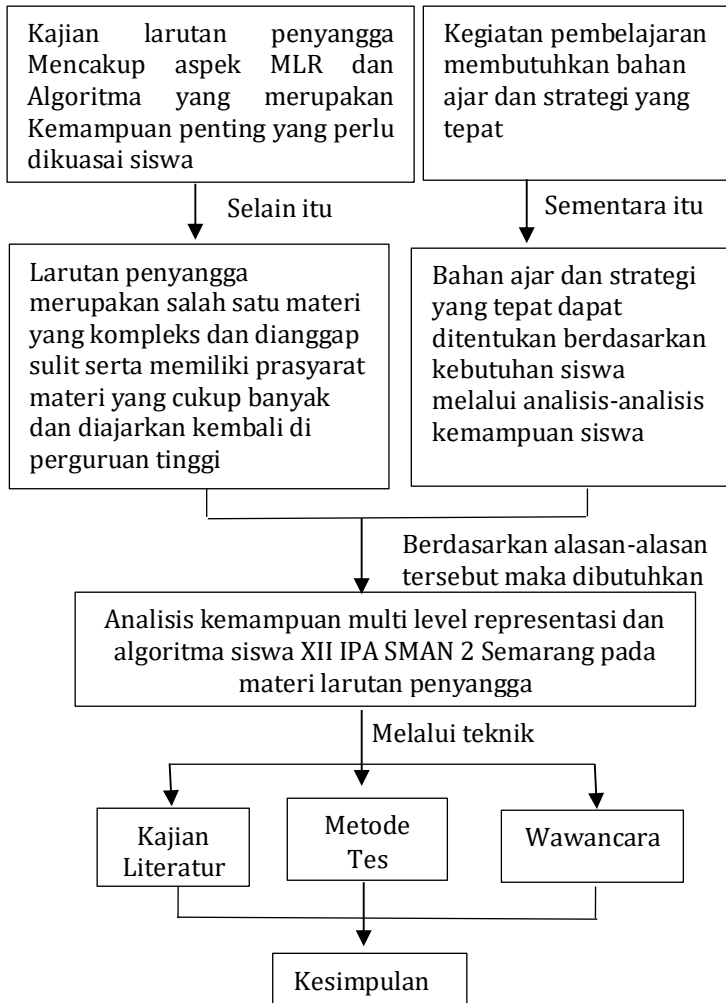 Kajian larutan penyangga
Mencakup aspek MLR dan
Algoritma yang merupakan
Kemampuan penting yang perlu
dikuasai siswa
Kegiatan pembelajaran
membutuhkan bahan
ajar dan strategi yang
tepat
Selain itu
Sementara itu
Larutan penyangga
merupakan salah satu materi
yang kompleks dan dianggap
sulit serta memiliki prasyarat
materi yang cukup banyak
dan diajarkan kembali di
perguruan tinggi
Bahan ajar dan strategi
yang tepat dapat
ditentukan berdasarkan
kebutuhan siswa
melalui analisis-analisis
kemampuan siswa
Berdasarkan alasan-alasan
tersebut maka dibutuhkan
Analisis kemampuan multi level representasi dan
algoritma siswa XII IPA SMAN 2 Semarang pada
materi larutan penyangga
Melalui teknik
Kajian
Literatur
Metode
Tes
Wawancara
Kesimpulan